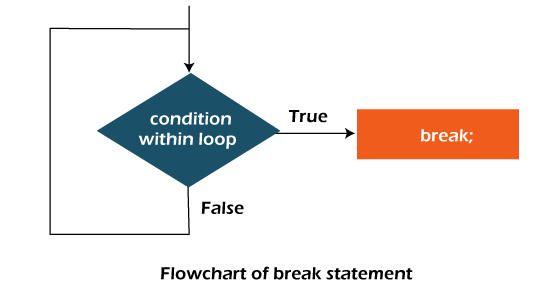 condition
within loop
True
break;
False
Flowchart of break statement